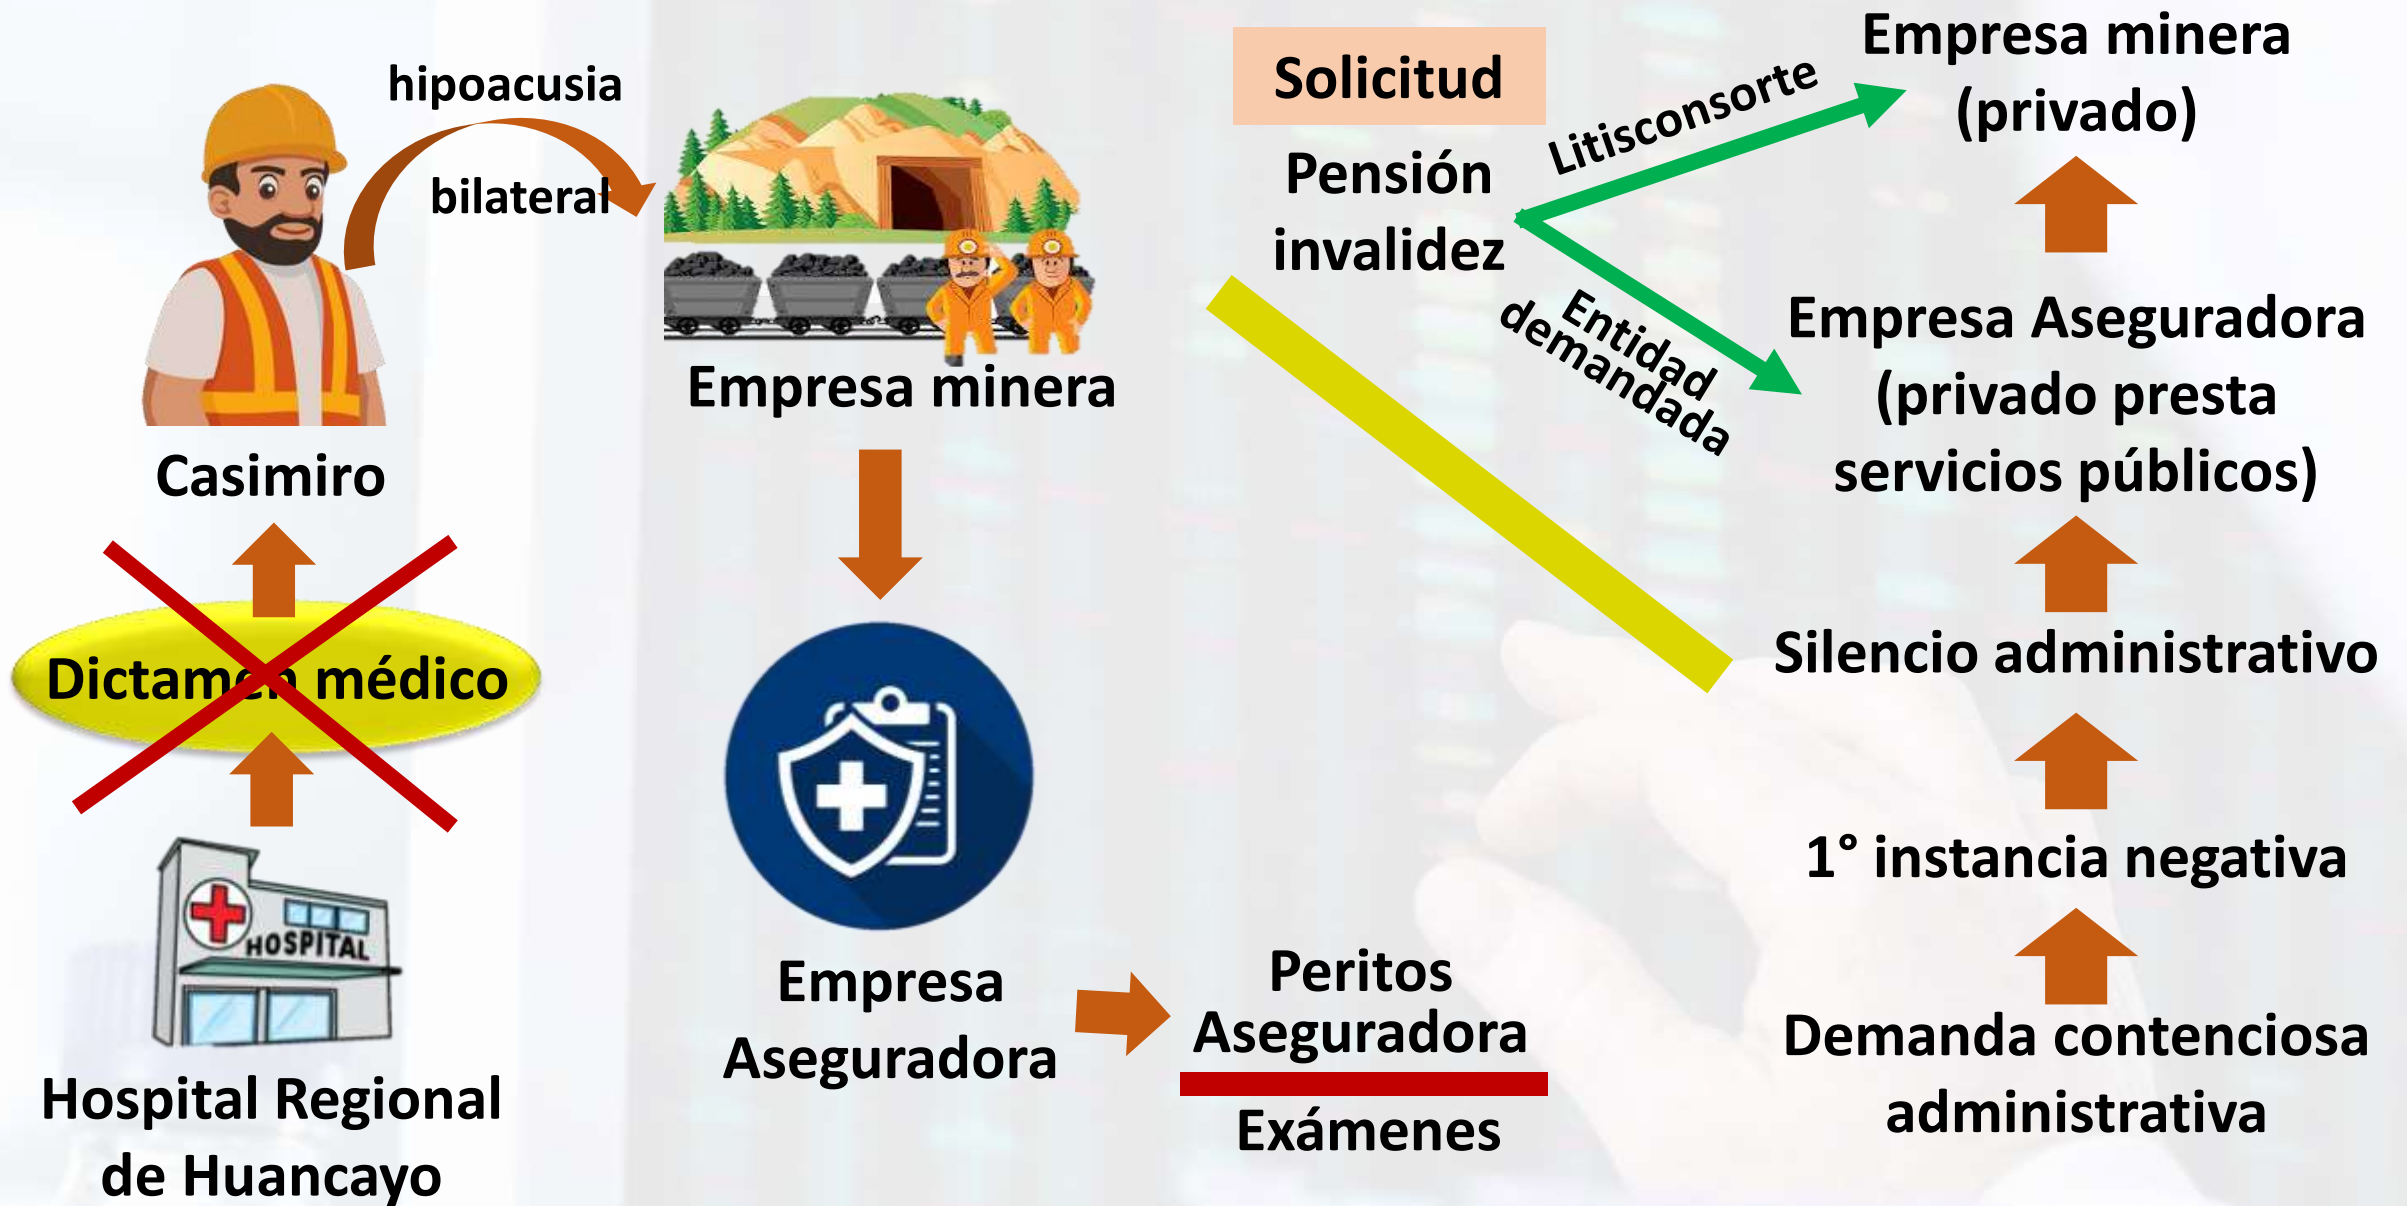 hipoacusia
bilateral
Casimiro
Dictamen médico
HOSPITAL
Hospital Regional
de Huancayo
Empresa minera
Empresa
Aseguradora
Peritos
Aseguradora
Exámenes
Solicitud
Pensión
invalidez
Litisconsorte
Entidad
demandada
Empresa minera
(privado)
Empresa Aseguradora
(privado presta
servicios públicos)
Silencio administrativo
1° instancia negativa
Demanda contenciosa
administrativa